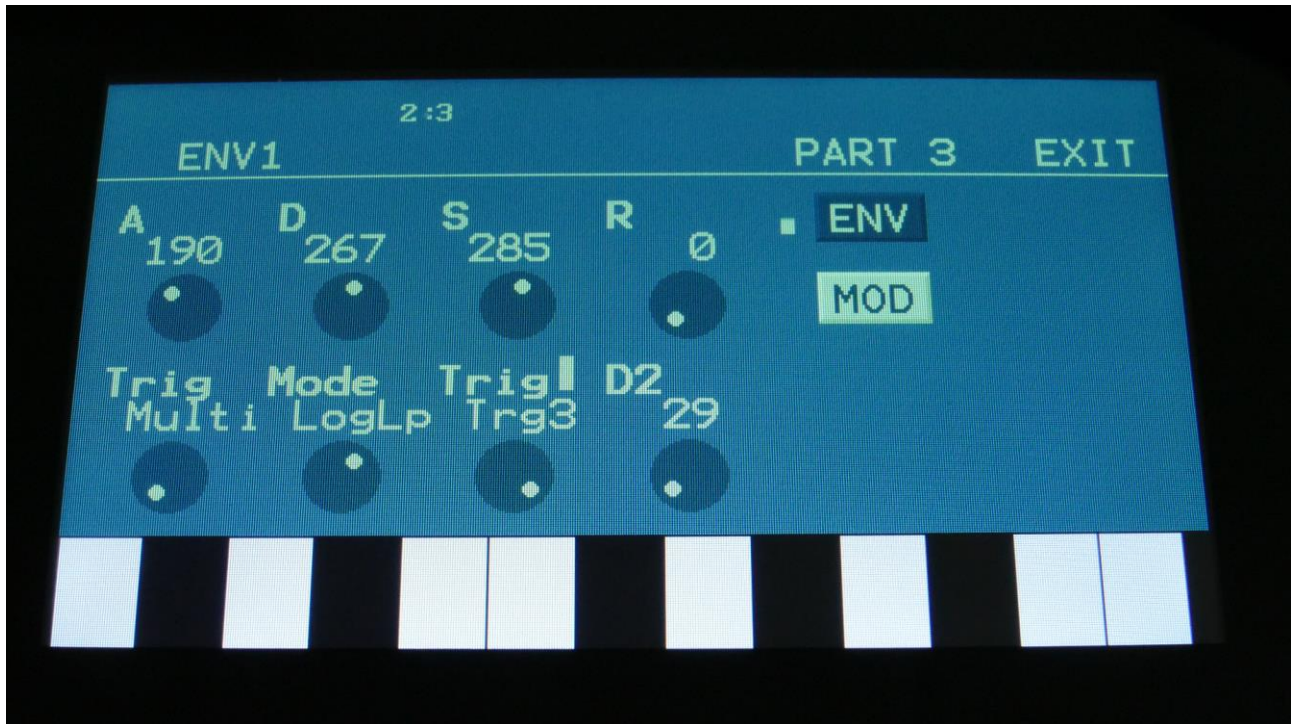 2:3
ENV1 PART 3 EXIT
A D S R
190 267 285 0 ENV
MOD
Trig Mode Trig D2
Multi LogLp Trg3 29